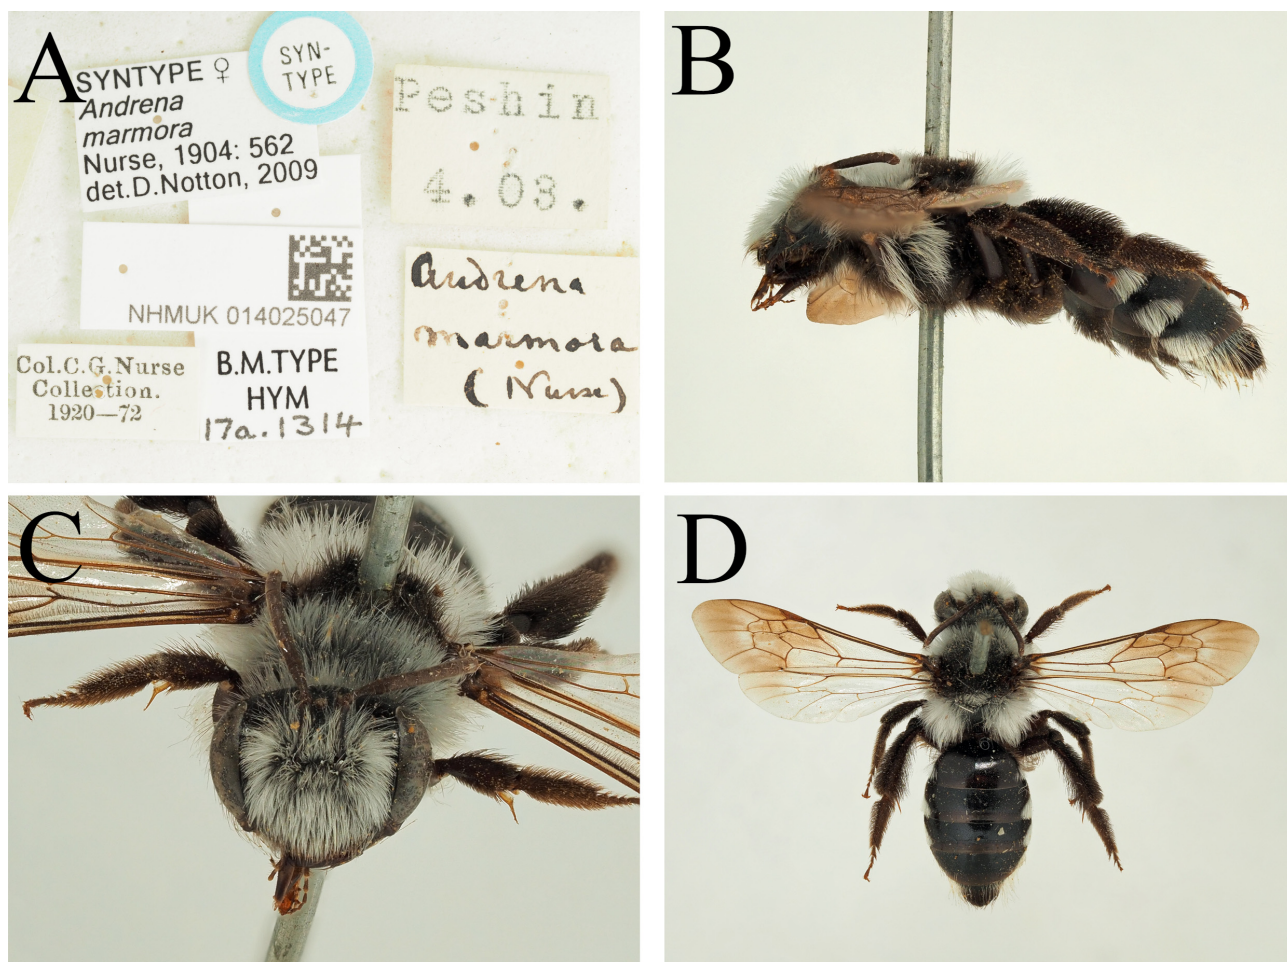 A
SYNTYPE ♀
Andrena
marmora
Nurse, 1904: 562
det.D.Notton, 2009
SYN-
TYPE
Peshin
4.03.
NHMUK 014025047
Andrena
marmora
(Nurse)
Col.C.G.Nurse
Collection.
1920—72
B.M.TYPE
HYM
17a.1314
B
C
D